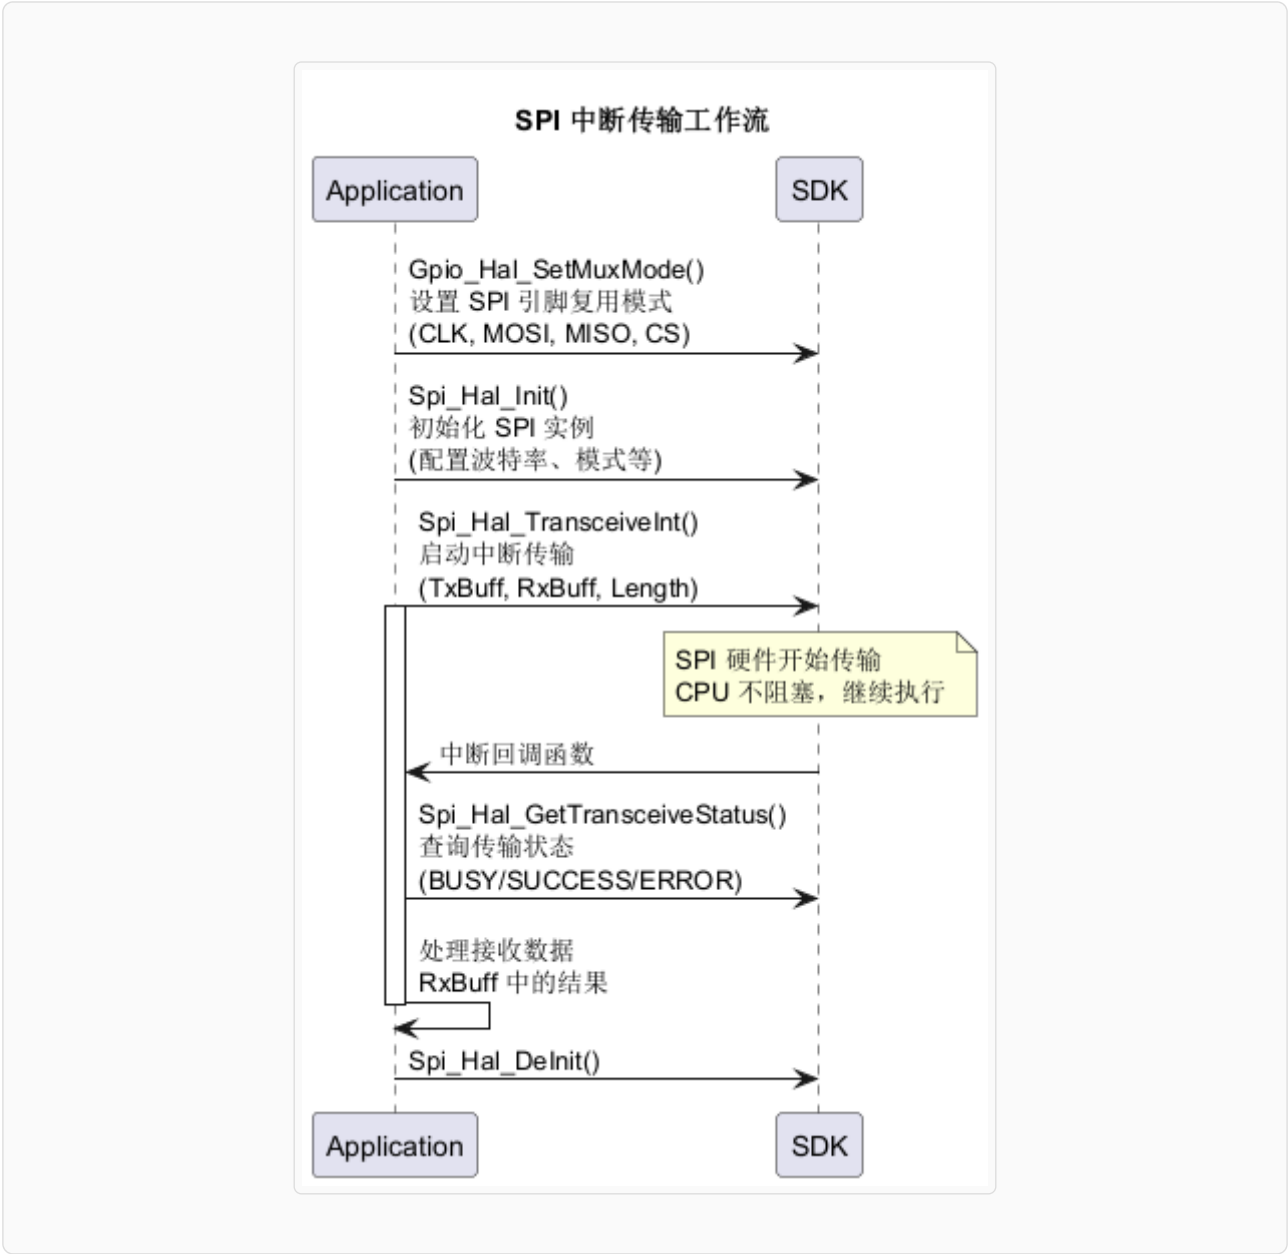 SPI 中断传输工作流
Application
SDK
Gpio_Hal_SetMuxMode()
设置 SPI 引脚复用模式
(CLK, MOSI, MISO, CS)
Spi_Hal_Init()
初始化 SPI 实例
(配置波特率、模式等)
Spi_Hal_TransceiveInt()
启动中断传输
(TxBuff, RxBuff, Length)
SPI 硬件开始传输
CPU 不阻塞，继续执行
中断回调函数
Spi_Hal_GetTransceiveStatus()
查询传输状态
(BUSY/SUCCESS/ERROR)
处理接收数据
RxBuff 中的结果
Spi_Hal_DeInit()
Application
SDK